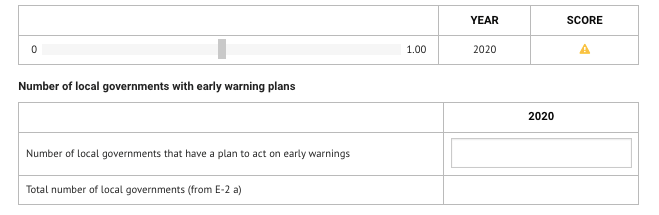 YEAR SCORE
0 1.00 2020
Number of local governments with early warning plans
2020
Number of local governments that have a plan to act on early warnings
Total number of local governments (from E-2 a)